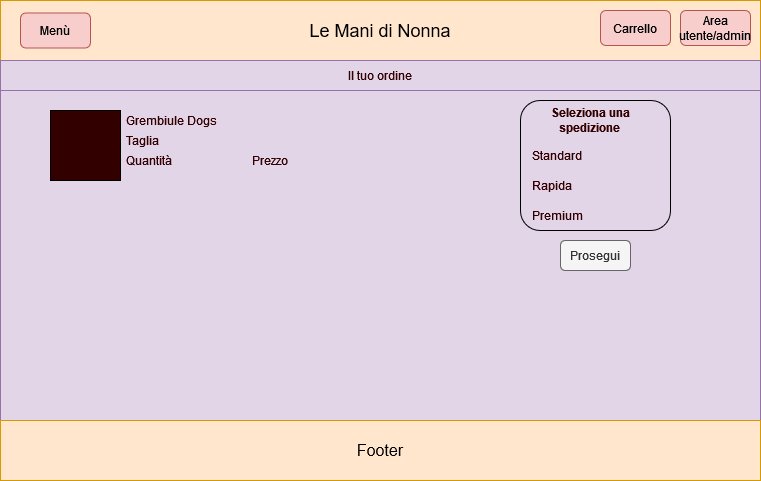 Menù
Le Mani di Nonna
Carrello
Area
utente/admin
Il tuo ordine
Grembiule Dogs
Taglia
Quantità Prezzo
Seleziona una
spedizione
Standard
Rapida
Premium
Prosegui
Footer